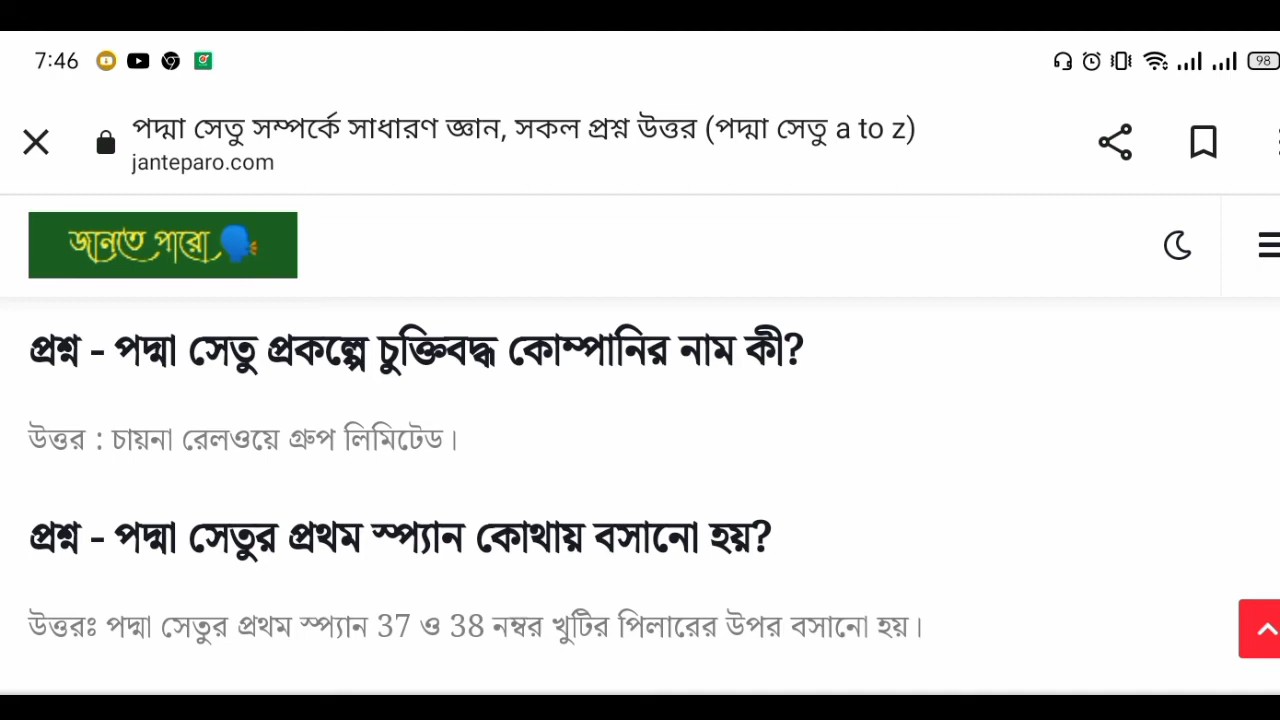 7:46
98
পদ্মা সেতু সম্পর্কে সাধারণ জ্ঞান, সকল প্রশ্ন উত্তর (পদ্মা সেতু a to z)
janteparo.com
জানতে পারো
প্রশ্ন - পদ্মা সেতু প্রকল্পে চুক্তিবদ্ধ কোম্পানির নাম কী?
উত্তর : চায়না রেলওয়ে গ্রুপ লিমিটেড।
প্রশ্ন - পদ্মা সেতুর প্রথম স্প্যান কোথায় বসানো হয়?
উত্তরঃ পদ্মা সেতুর প্রথম স্প্যান 37 ও 38 নম্বর খুটির পিলারের উপর বসানো হয়।